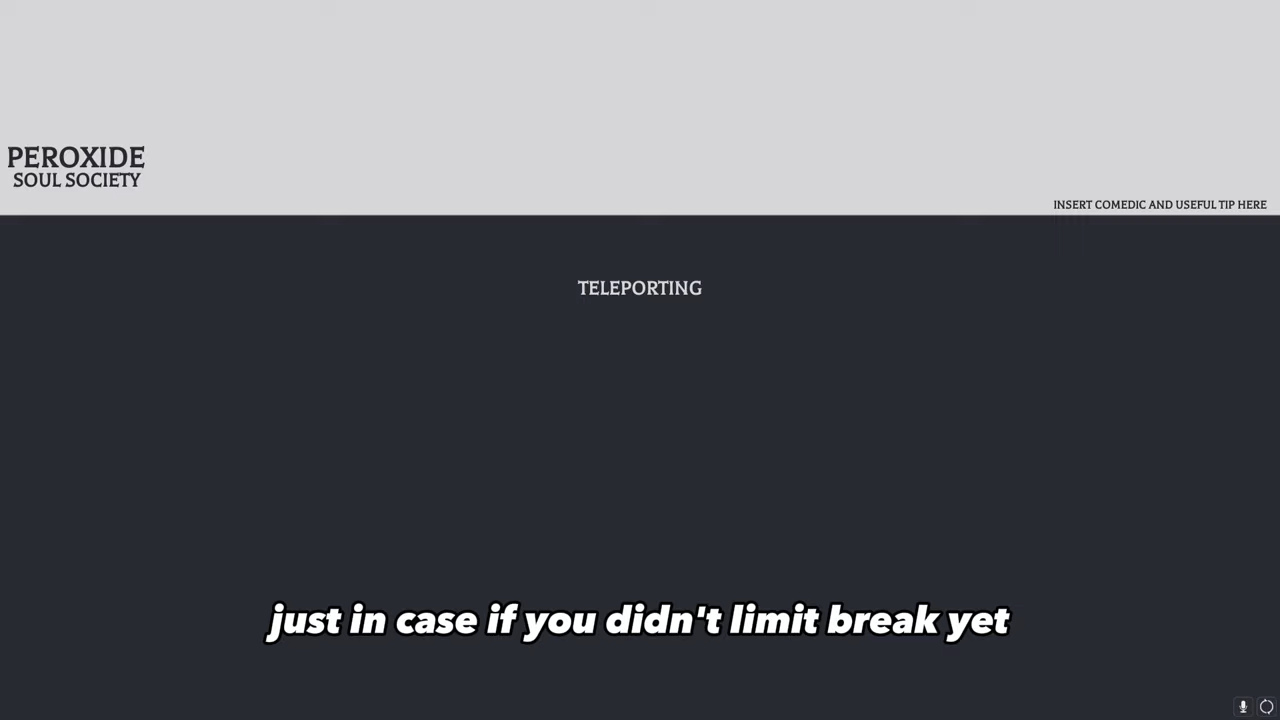 PEROXIDE
SOUL SOCIETY
INSERT COMEDIC AND USEFUL TIP HERE
TELEPORTING
just in case if you didn't limit break yet